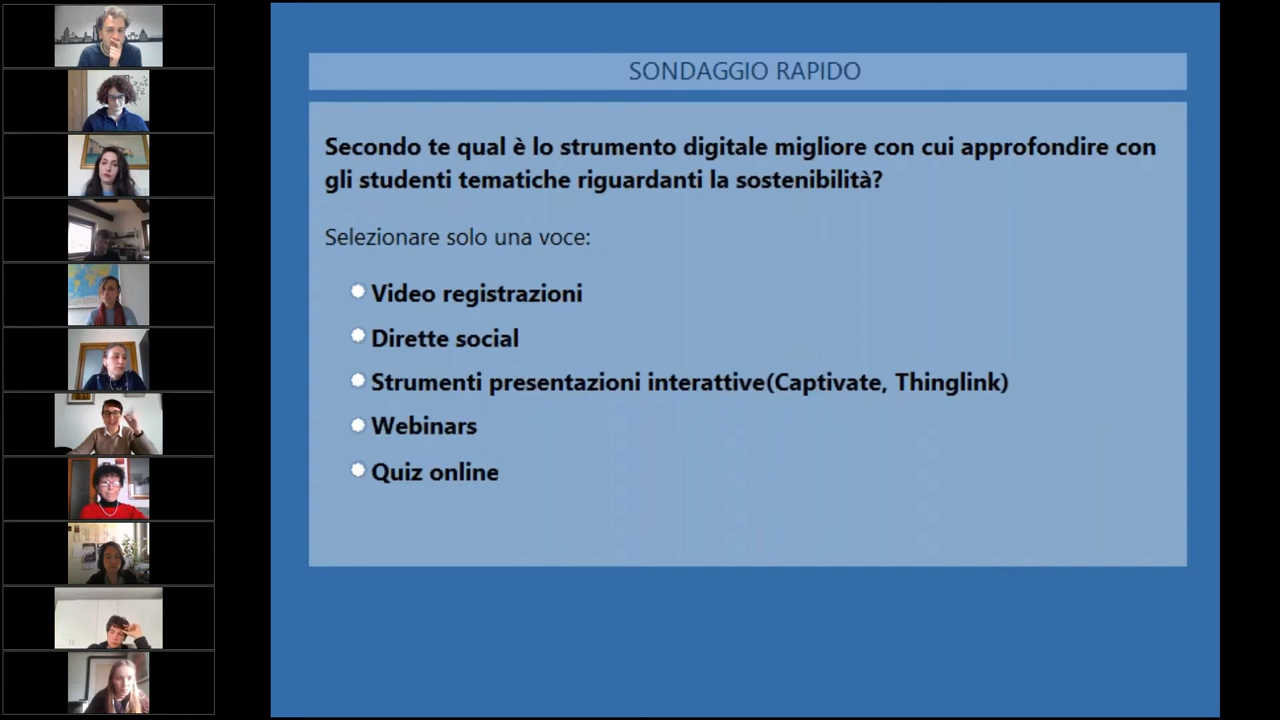 SONDAGGIO RAPIDO
Secondo te qual è lo strumento digitale migliore con cui approfondire con
gli studenti tematiche riguardanti la sostenibilità?
Selezionare solo una voce:
Video registrazioni
Dirette social
Strumenti presentazioni interattive(Captivate, Thinglink)
Webinars
Quiz online